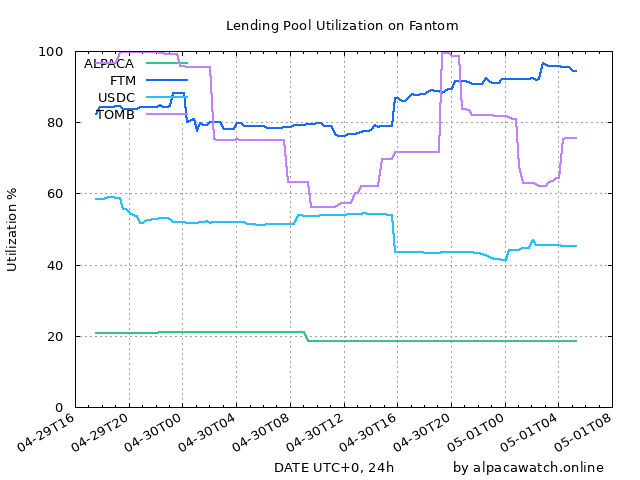 Lending Pool Utilization on Fantom
100
80
60
40
20
0
Utilization %
ALPACA
FTM
USDC
TOMB
04-29T16
04-29T20
04-30T00
04-30T04
04-30T08
04-30T12
04-30T16
04-30T20
05-01T00
05-01T04
05-01T08
DATE UTC+0, 24h
by alpacawatch.online